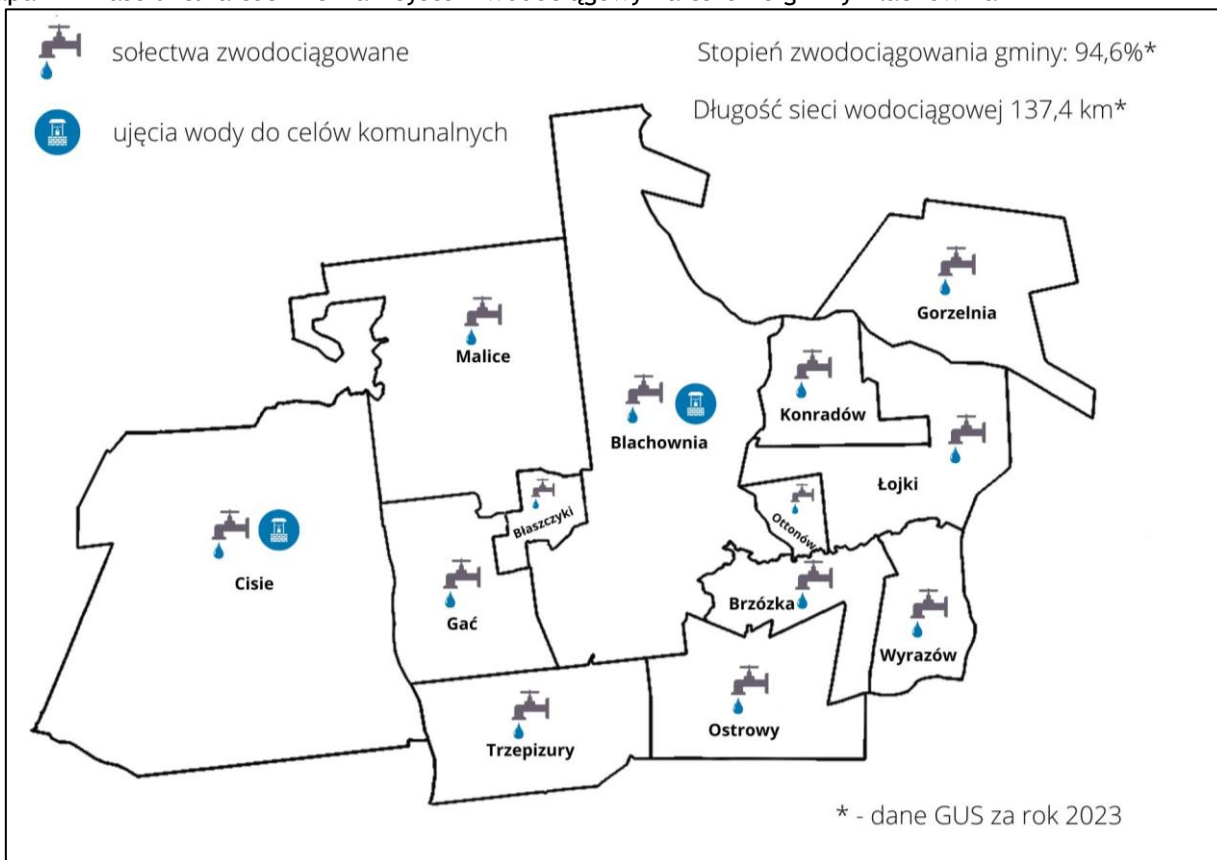 sołectwa zwodociągowane
Stopień zwodociągowania gminy: 94,6%*
ujęcia wody do celów komunalnych
Długość sieci wodociągowej 137,4 km*
Gorzelnia
Malice
Konradów
Blachownia
Łojki
Błaszczyki
Ottonów
Cisie
Gać
Brzózka
Wyrazów
Ostrowy
Trzepizury
* - dane GUS za rok 2023